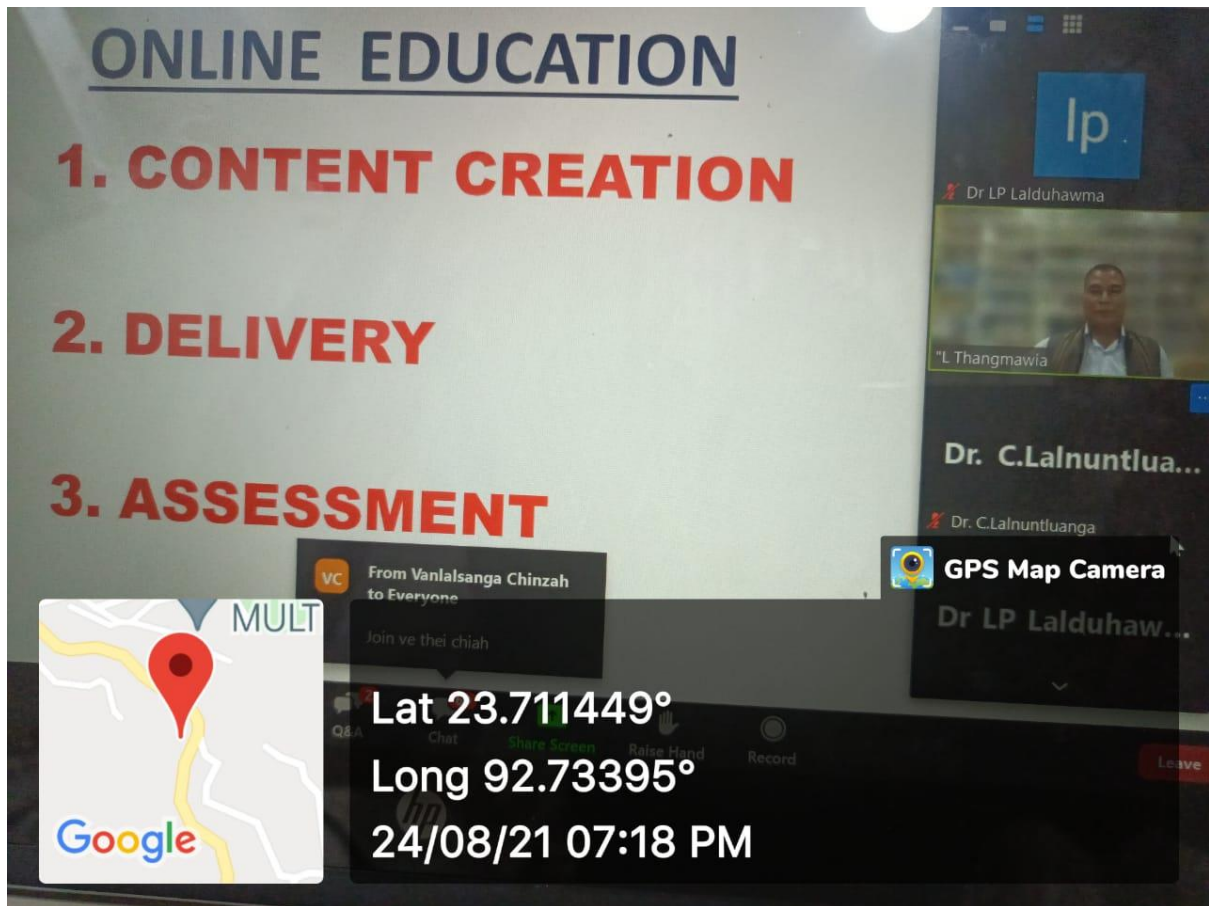 ONLINE EDUCATION
1. CONTENT CREATION
2. DELIVERY
3. ASSESSMENT
lp
Dr LP Lalduhawma
"L Thangmawia
Dr. C.Lalnuntlua...
Dr. C.Lalnuntluanga
Dr LP Lalduhaw...
VC
From Vanlalsanga Chinzah
to Everyone
Join ve thei chiah
Q&A
Chat
Share Screen
Raise Hand
Record
Leave
hp
GPS Map Camera
MULT
Google
Lat 23.711449°
Long 92.73395°
24/08/21 07:18 PM